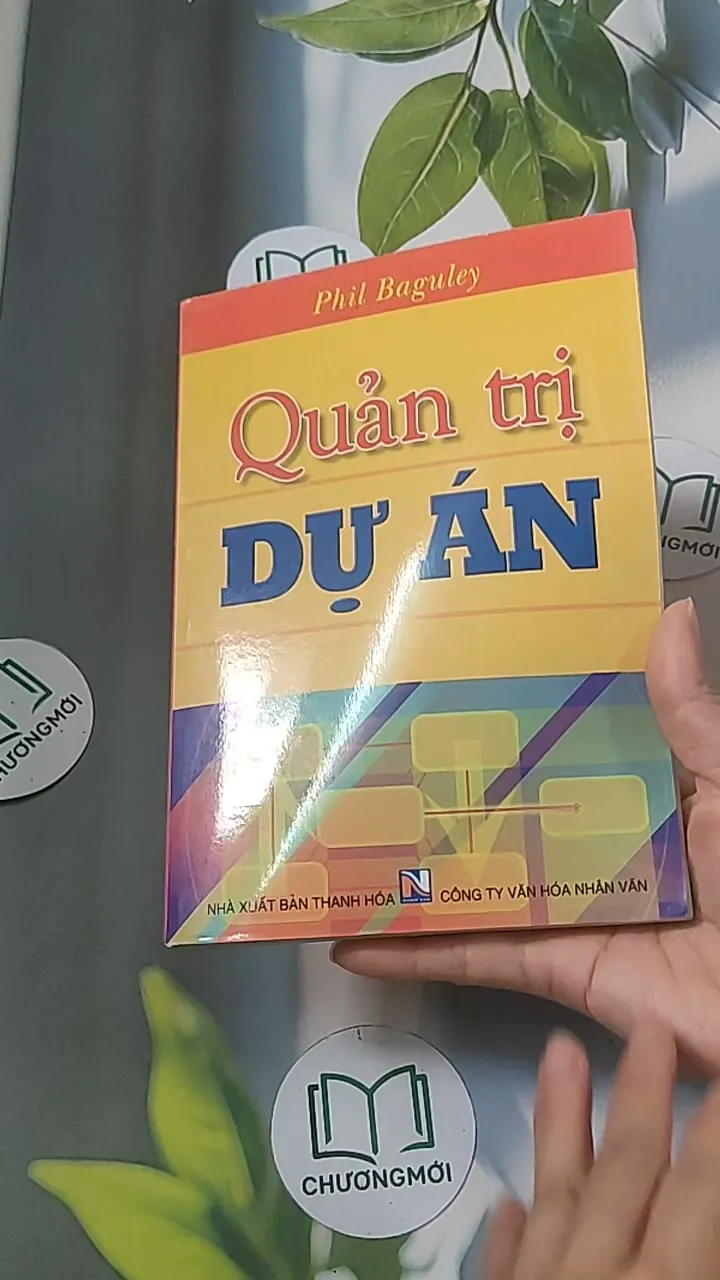 Phil Baguley
Quản trị
DỰ ÁN
NHÀ XUẤT BẢN THANH HÓA
CÔNG TY VĂN HÓA NHÂN VĂN
CHƯƠNGMỚI